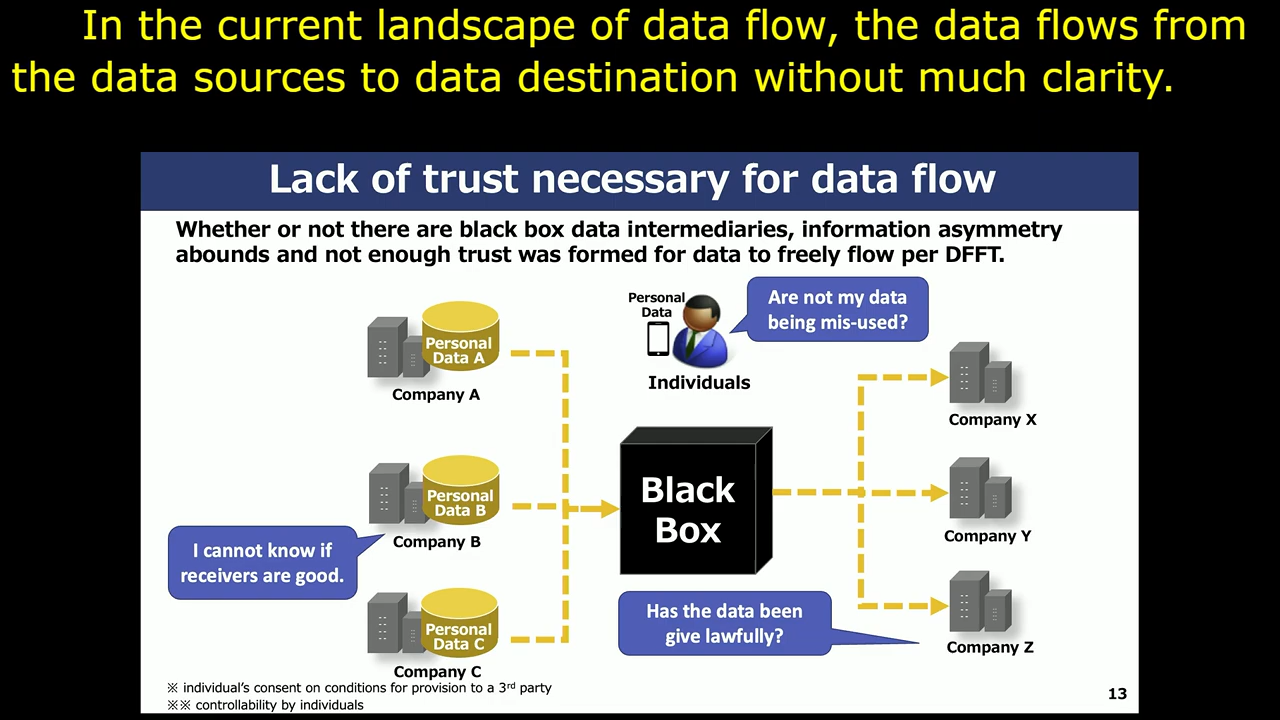 In the current landscape of data flow, the data flows from
the data sources to data destination without much clarity.
Lack of trust necessary for data flow
Whether or not there are black box data intermediaries, information asymmetry
abounds and not enough trust was formed for data to freely flow per DFFT.
Personal
Data A
Company A
Personal
Data
Individuals
Are not my data
being mis-used?
Company X
Personal
Data B
Company B
I cannot know if
receivers are good.
Black
Box
Company Y
Personal
Data C
Company C
Has the data been
give lawfully?
Company Z
※ individual's consent on conditions for provision to a 3rd party
※※ controllability by individuals
13